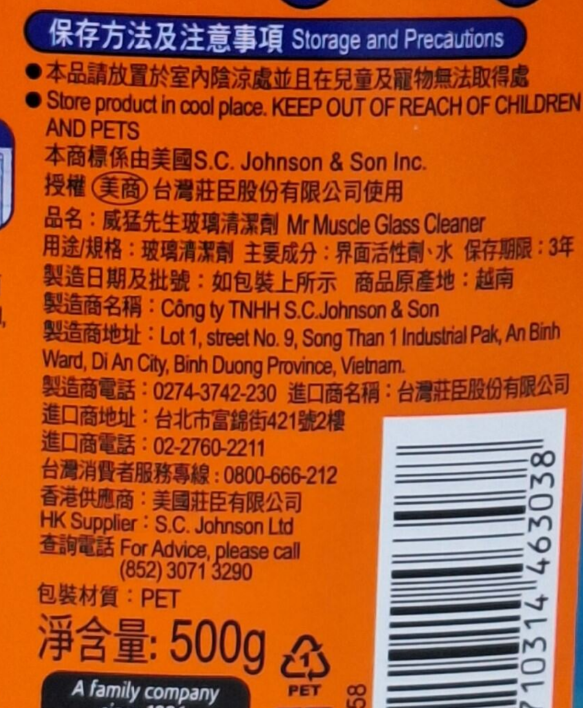 保存方法及注意事項 Storage and Precautions
●本品請放置於室內陰涼處並且在兒童及寵物無法取得處
●Store product in cool place. KEEP OUT OF REACH OF CHILDREN
AND PETS
本商標係由美國S.C. Johnson & Son Inc.
授權 美商 台灣莊臣股份有限公司使用
品名：威猛先生玻璃清潔劑 Mr Muscle Glass Cleaner
用途/規格：玻璃清潔劑 主要成分：界面活性劑、水 保存期限：3年
製造日期及批號：如包裝上所示 商品原產地：越南
製造商名稱：Công ty TNHH S.C.Johnson & Son
製造商地址：Lot 1, street No. 9, Song Than 1 Industrial Pak, An Binh
Ward, Di An City, Binh Duong Province, Vietnam.
製造商電話：0274-3742-230 進口商名稱：台灣莊臣股份有限公司
進口商地址：台北市富錦街421號2樓
進口商電話：02-2760-2211
台灣消費者服務專線：0800-666-212
香港供應商：美國莊臣有限公司
HK Supplier：S.C. Johnson Ltd
查詢電話 For Advice, please call
(852) 3071 3290
包裝材質：PET
淨含量: 500g
1
PET
A family company
710314 463038
58